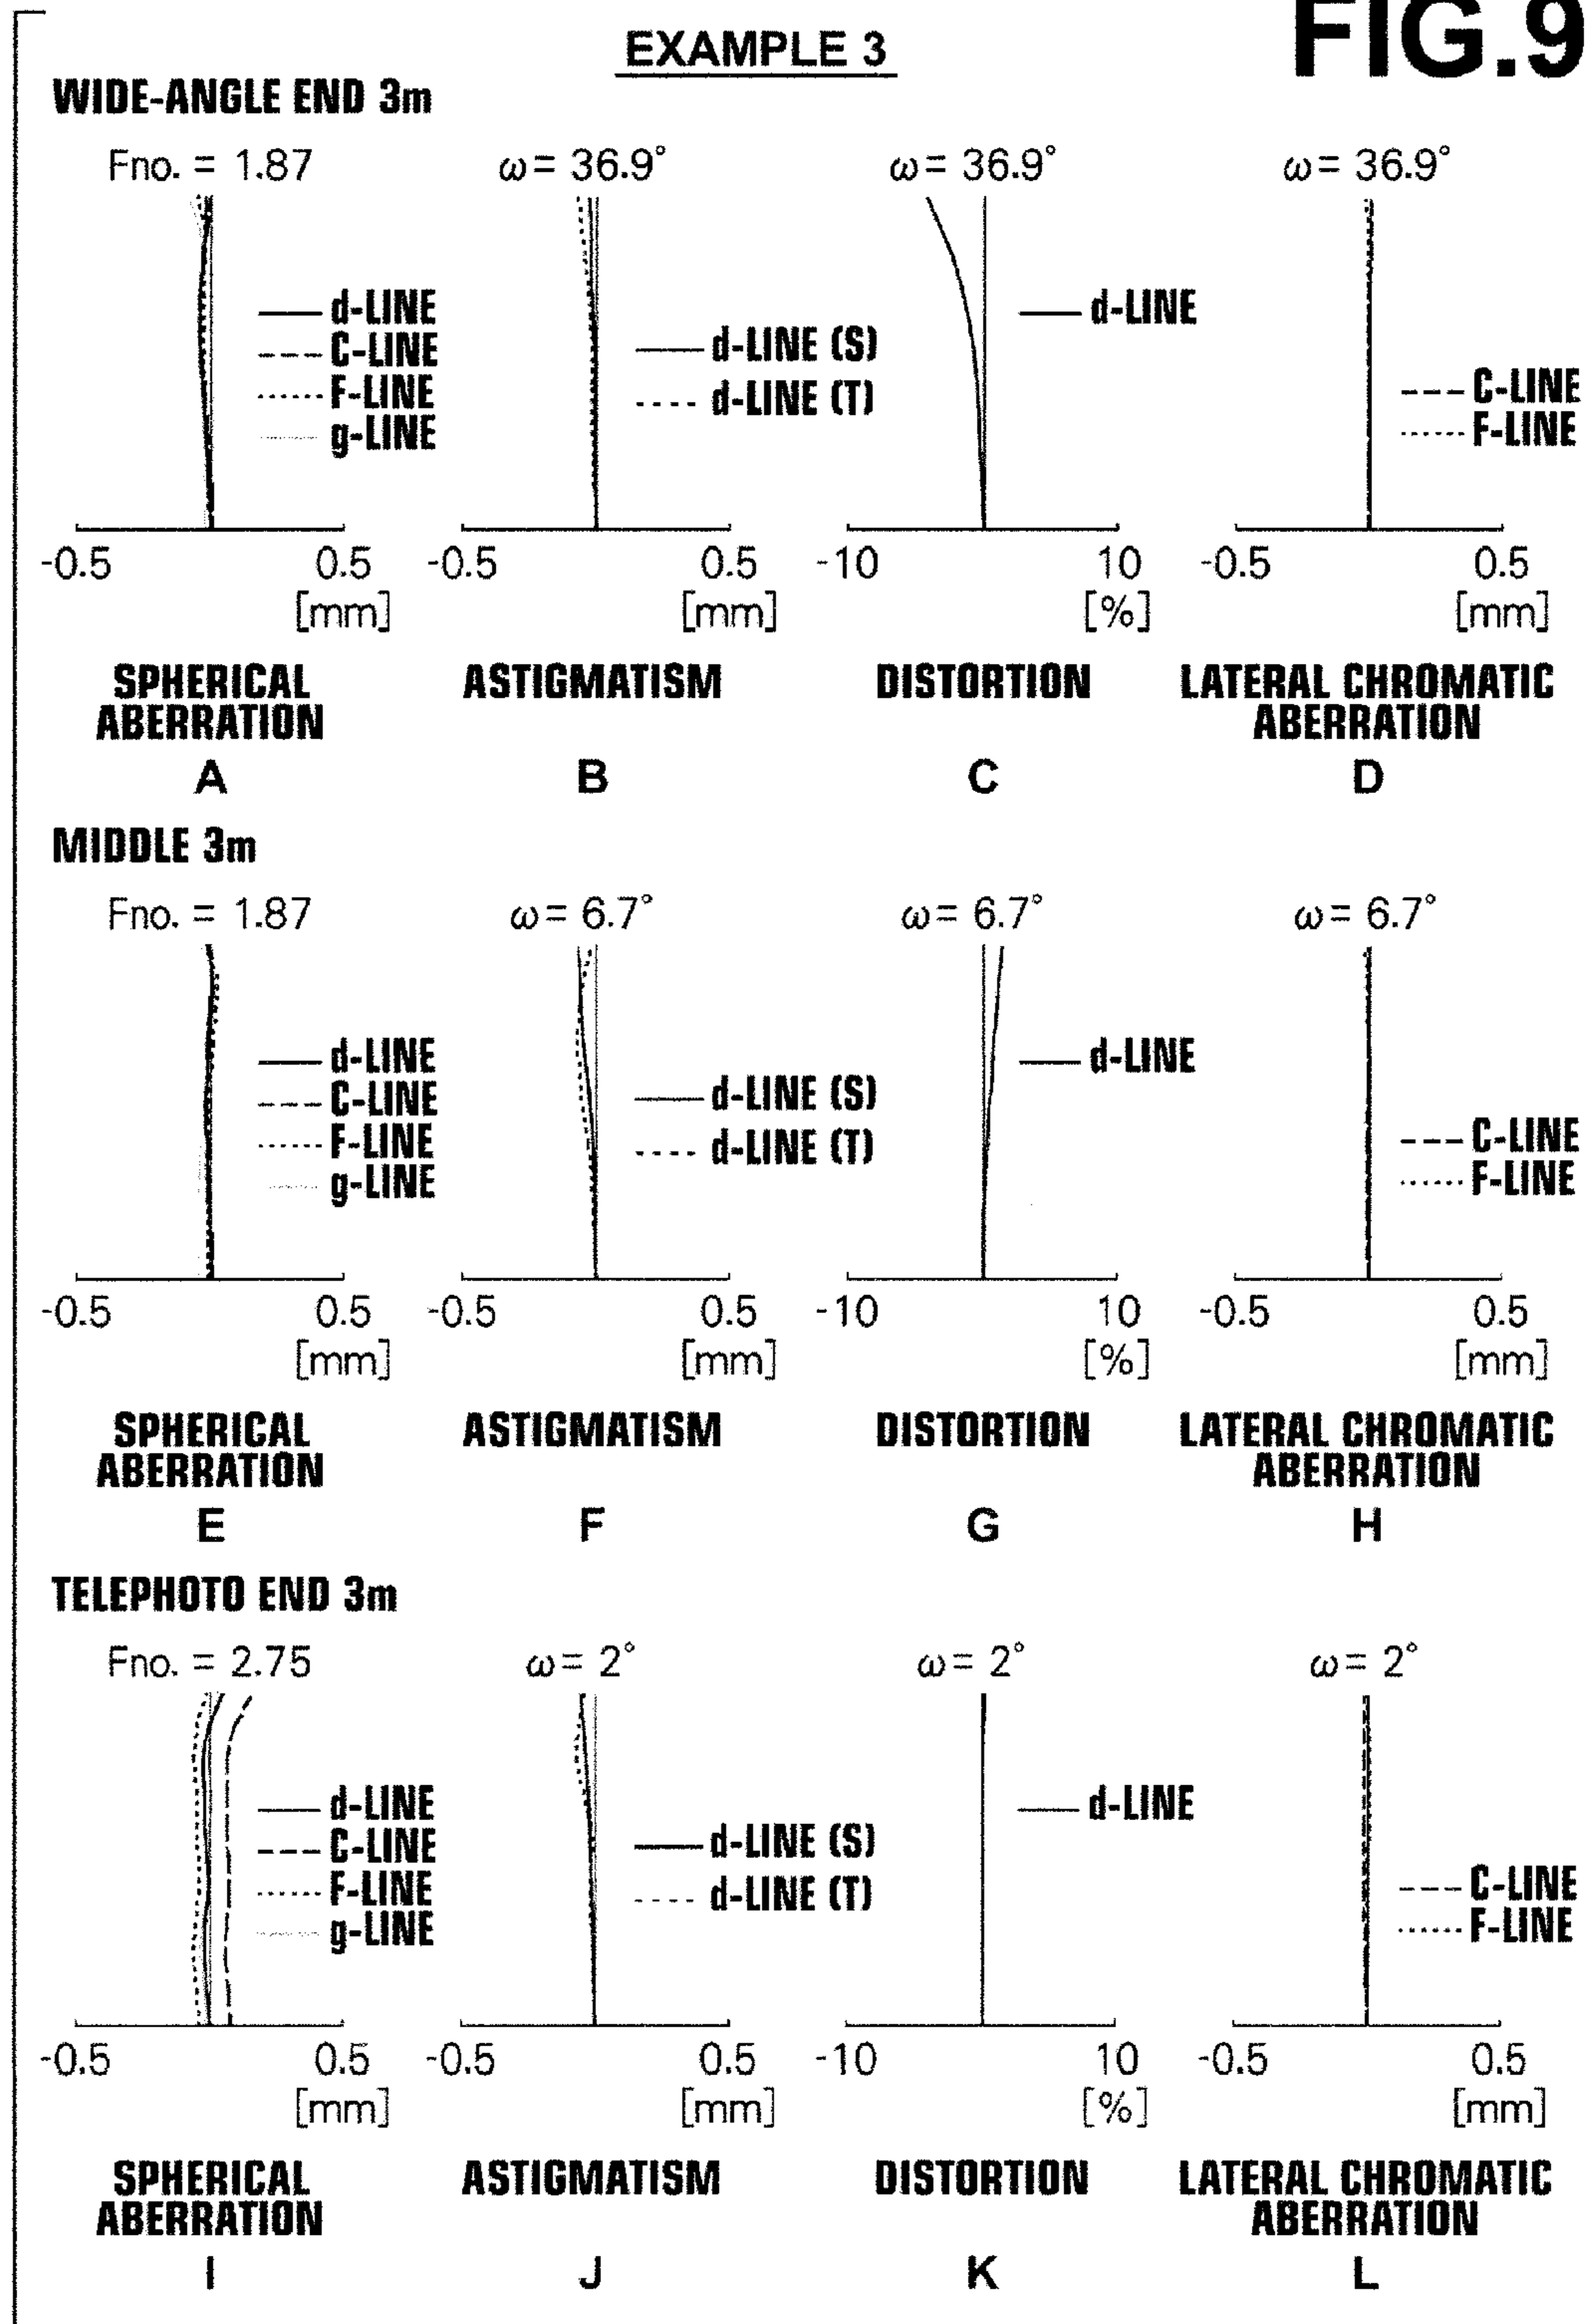 FIG.9
EXAMPLE 3
WIDE-ANGLE END 3m
Fno. = 1.87
ω = 36.9°
ω = 36.9°
ω = 36.9°
d-LINE
C-LINE
F-LINE
g-LINE
d-LINE (S)
d-LINE (T)
d-LINE
C-LINE
F-LINE
-0.5 0.5 -0.5 0.5 -10 10 -0.5 0.5
[mm] [mm] [%] [mm]
SPHERICAL
ABERRATION
ASTIGMATISM
DISTORTION
LATERAL CHROMATIC
ABERRATION
A B C D
MIDDLE 3m
Fno. = 1.87
ω = 6.7°
ω = 6.7°
ω = 6.7°
d-LINE
C-LINE
F-LINE
g-LINE
d-LINE (S)
d-LINE (T)
d-LINE
C-LINE
F-LINE
-0.5 0.5 -0.5 0.5 -10 10 -0.5 0.5
[mm] [mm] [%] [mm]
SPHERICAL
ABERRATION
ASTIGMATISM
DISTORTION
LATERAL CHROMATIC
ABERRATION
E F G H
TELEPHOTO END 3m
Fno. = 2.75
ω = 2°
ω = 2°
ω = 2°
d-LINE
C-LINE
F-LINE
g-LINE
d-LINE (S)
d-LINE (T)
d-LINE
C-LINE
F-LINE
-0.5 0.5 -0.5 0.5 -10 10 -0.5 0.5
[mm] [mm] [%] [mm]
SPHERICAL
ABERRATION
ASTIGMATISM
DISTORTION
LATERAL CHROMATIC
ABERRATION
I J K L